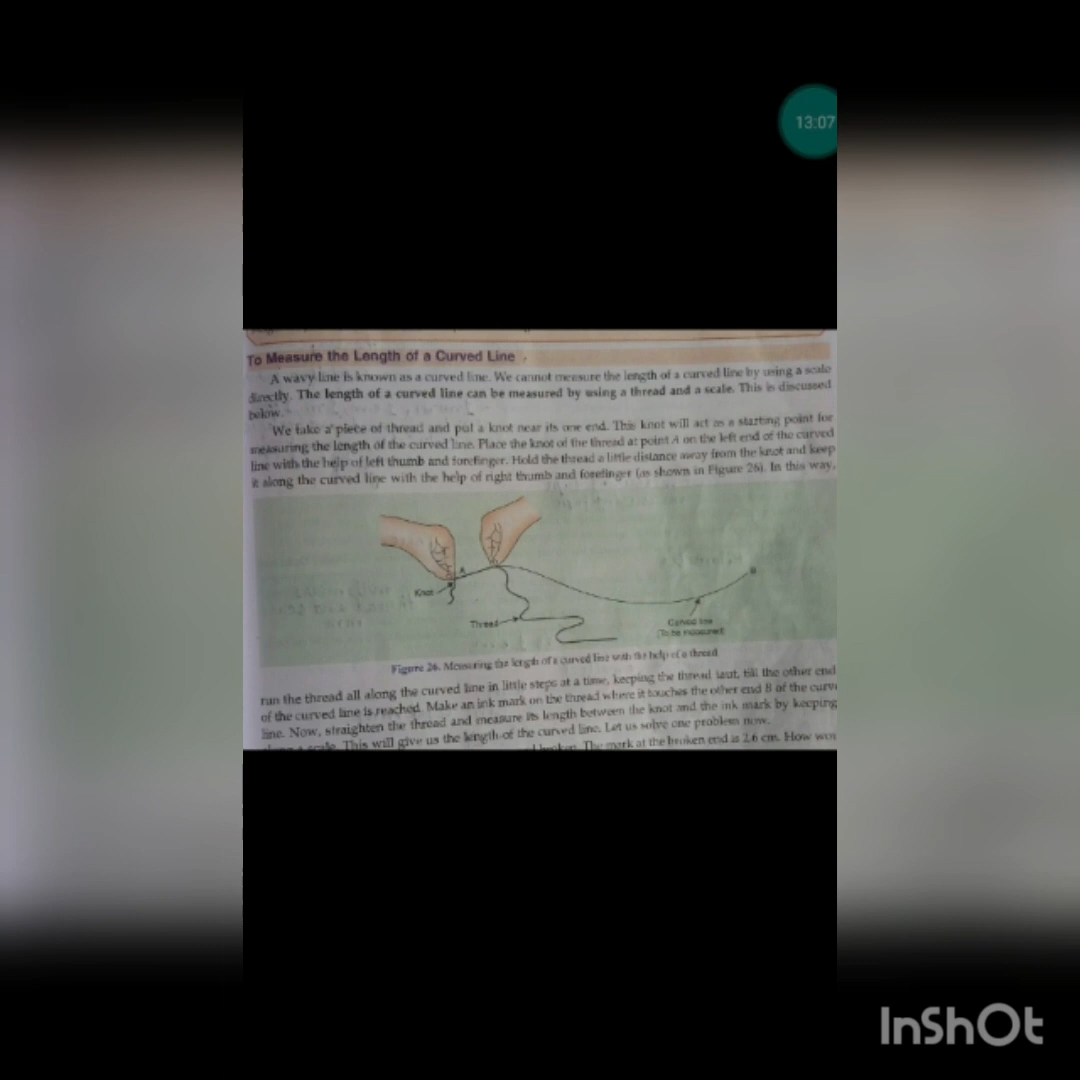 13:07
To Measure the Length of a Curved Line
A wavy line is known as a curved line. We cannot measure the length of a curved line by using a scale
directly. The length of a curved line can be measured by using a thread and a scale. This is discussed
below.
We take a piece of thread and put a knot near its one end. This knot will act as a starting point for
measuring the length of the curved line. Place the knot of the thread at point A on the left end of the curved
line with the help of left thumb and forefinger. Hold the thread a little distance away from the knot and keep
it along the curved line with the help of right thumb and forefinger (as shown in Figure 26). In this way,
A
B
Knot
Thread
Curved line
(To be measured)
Figure 26. Measuring the length of a curved line with the help of a thread
run the thread all along the curved line in little steps at a time, keeping the thread taut, till the other end
of the curved line is reached. Make an ink mark on the thread where it touches the other end B of the curv
line. Now, straighten the thread and measure its length between the knot and the ink mark by keeping
along a scale. This will give us the length of the curved line. Let us solve one problem now.
broken. The mark at the broken end is 2.6 cm. How wou
InShOt